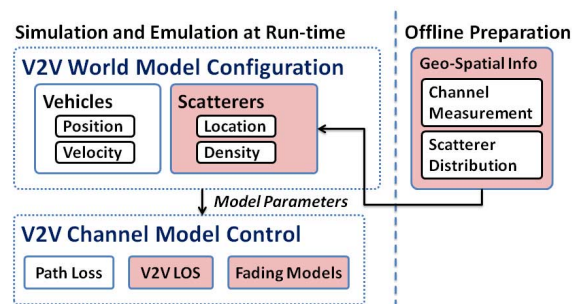 Simulation and Emulation at Run-time
Offline Preparation
V2V World Model Configuration
Vehicles
Position
Velocity
Scatterers
Location
Density
Geo-Spatial Info
Channel
Measurement
Scatterer
Distribution
Model Parameters
V2V Channel Model Control
Path Loss
V2V LOS
Fading Models